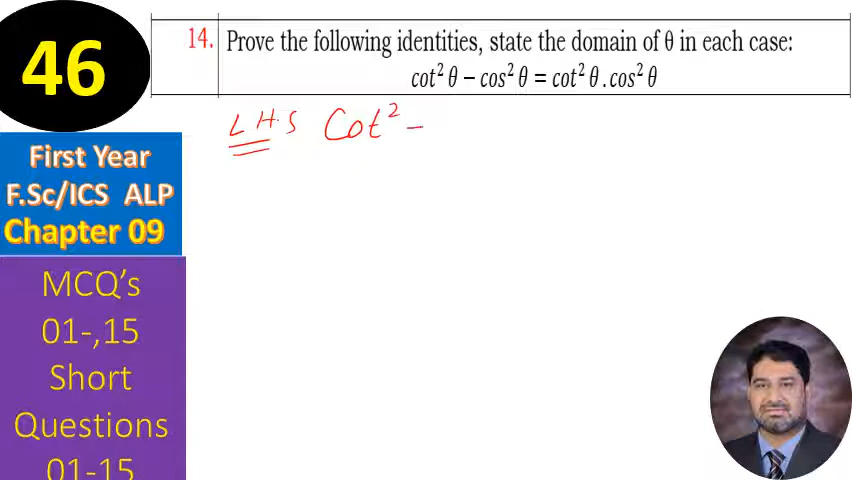 46
14. Prove the following identities, state the domain of θ in each case:
cot² θ − cos² θ = cot² θ . cos² θ
L H·S Cot² −
First Year
F.Sc/ICS ALP
Chapter 09
MCQ’s
01-,15
Short
Questions
01-15